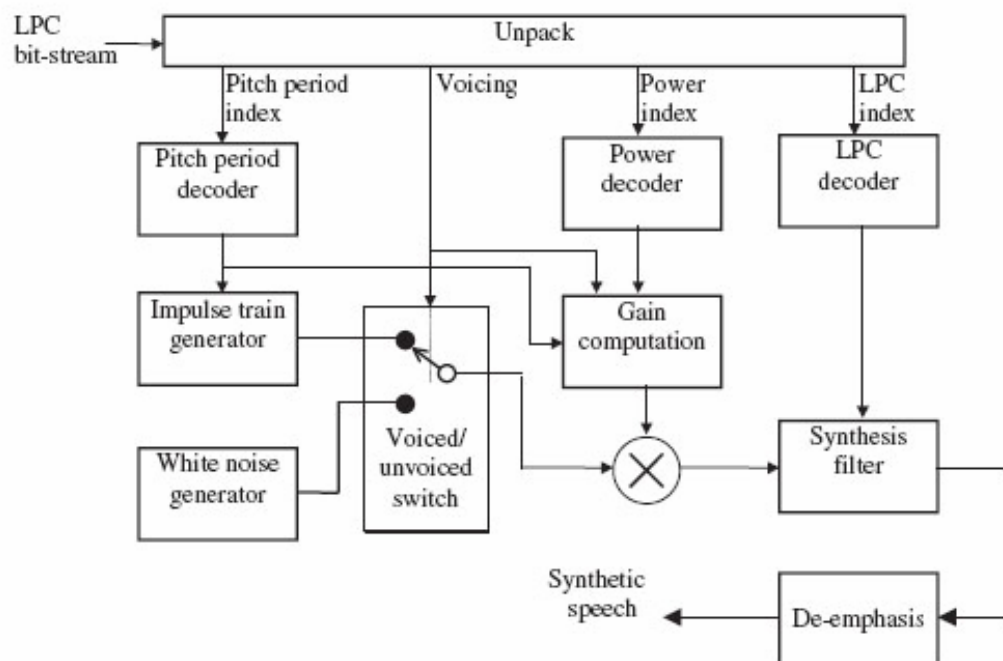 LPC
bit-stream
Unpack
Pitch period
index
Voicing
Power
index
LPC
index
Pitch period
decoder
Power
decoder
LPC
decoder
Impulse train
generator
Gain
computation
Voiced/
unvoiced
switch
White noise
generator
Synthesis
filter
Synthetic
speech
De-emphasis